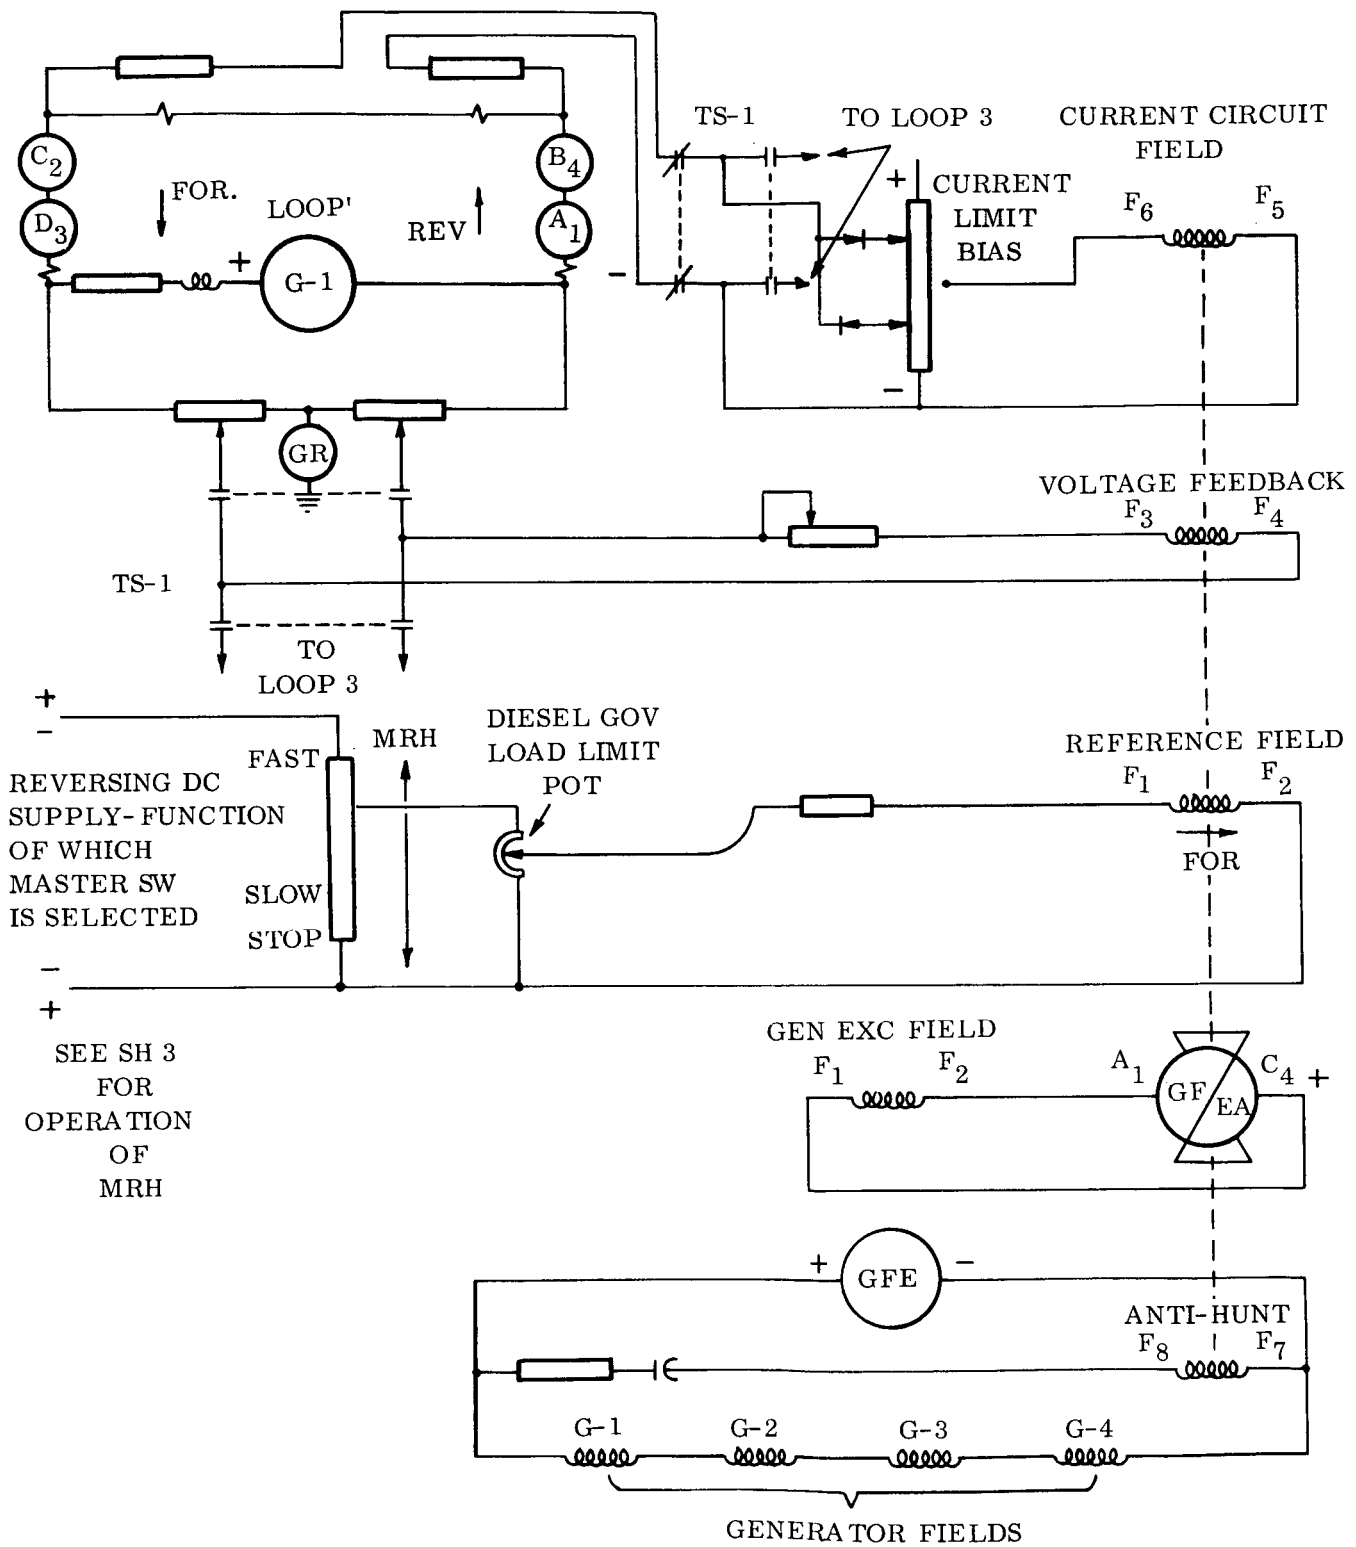 TS-1
TO LOOP 3
CURRENT CIRCUIT
FIELD
C2
B4
FOR.
LOOP'
D3
A1
REV
+
G-1
-
+
CURRENT
LIMIT
BIAS
-
F6
F5
GR
VOLTAGE FEEDBACK
F3
F4
TS-1
TO
LOOP 3
+
-
REVERSING DC
SUPPLY-FUNCTION
OF WHICH
MASTER SW
IS SELECTED
-
+
FAST
SLOW
STOP
MRH
DIESEL GOV
LOAD LIMIT
POT
REFERENCE FIELD
F1
F2
FOR
SEE SH 3
FOR
OPERATION
OF
MRH
GEN EXC FIELD
F1
F2
A1
GF
EA
C4
+
+
GFE
-
ANTI-HUNT
F8
F7
G-1
G-2
G-3
G-4
GENERATOR FIELDS